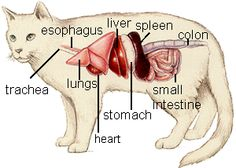 liver
spleen
esophagus
colon
lungs
trachea
small
intestine
stomach
heart